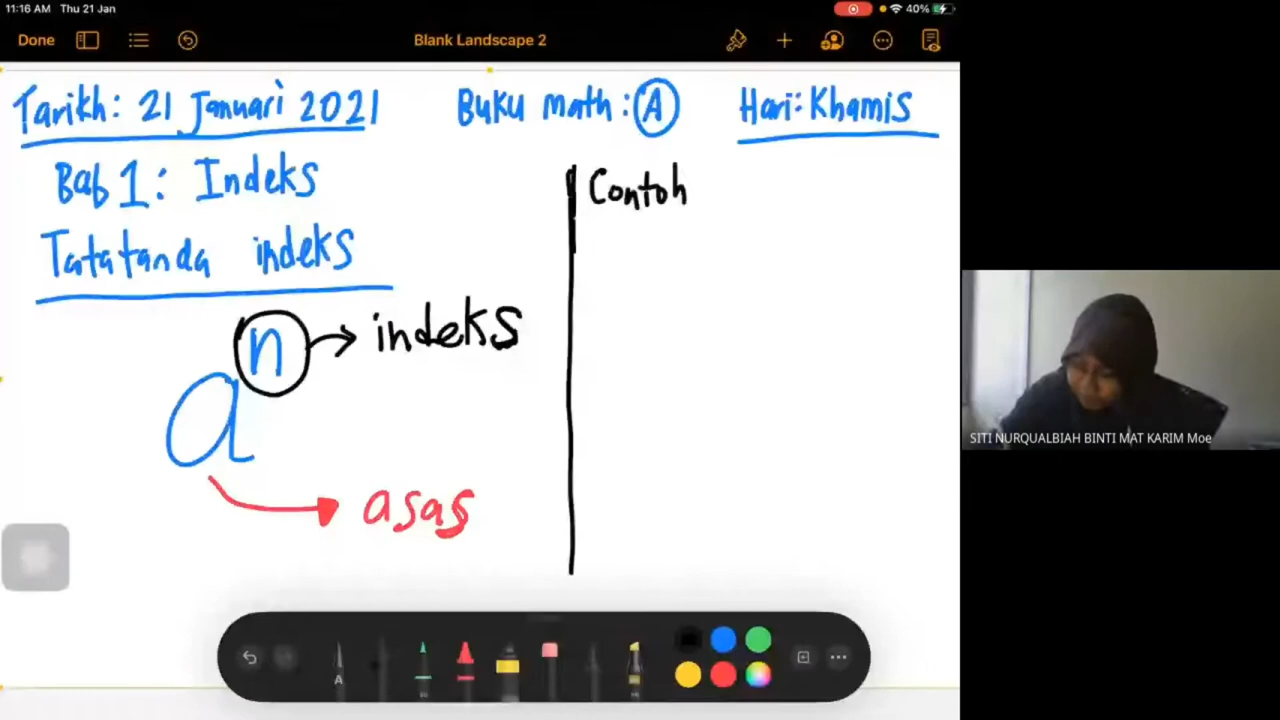 11:16 AM Thu 21 Jan
40%
Done
Blank Landscape 2
Tarikh: 21 Januari 2021
Buku math: A
Hari: Khamis
Bab 1: Indeks
Contoh
Tatatanda indeks
n → indeks
a
asas
SITI NURQUALBIAH BINTI MAT KARIM Moe
A